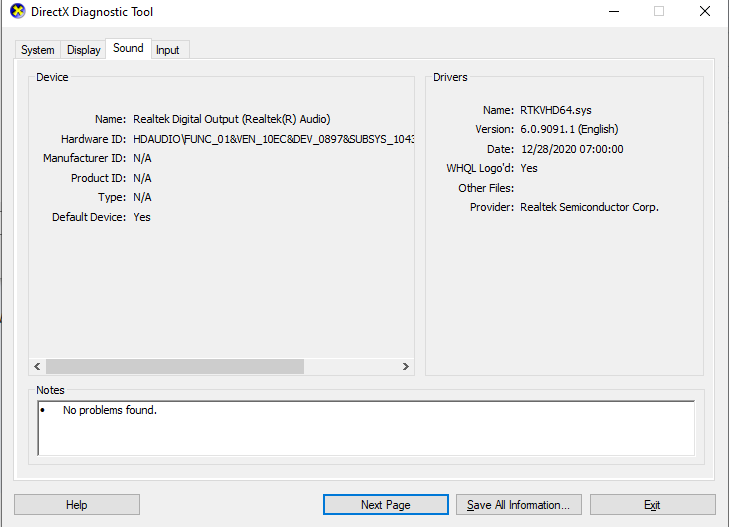 DirectX Diagnostic Tool
System Display Sound Input
Device
Name: Realtek Digital Output (Realtek(R) Audio)
Hardware ID: HDAUDIO\FUNC_01&VEN_10EC&DEV_0897&SUBSYS_1043
Manufacturer ID: N/A
Product ID: N/A
Type: N/A
Default Device: Yes
Drivers
Name: RTKVHD64.sys
Version: 6.0.9091.1 (English)
Date: 12/28/2020 07:00:00
WHQL Logo'd: Yes
Other Files:
Provider: Realtek Semiconductor Corp.
Notes
• No problems found.
Help Next Page Save All Information... Exit